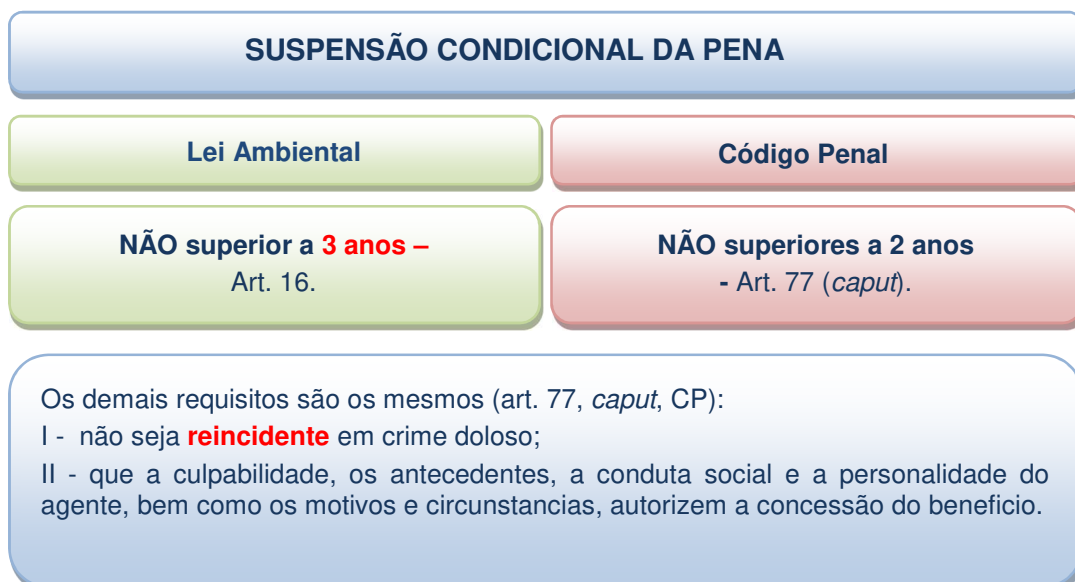 SUSPENSÃO CONDICIONAL DA PENA
Lei Ambiental
Código Penal
NÃO superior a 3 anos –
Art. 16.
NÃO superiores a 2 anos
- Art. 77 (caput).
Os demais requisitos são os mesmos (art. 77, caput, CP):
I - não seja reincidente em crime doloso;
II - que a culpabilidade, os antecedentes, a conduta social e a personalidade do
agente, bem como os motivos e circunstancias, autorizem a concessão do beneficio.